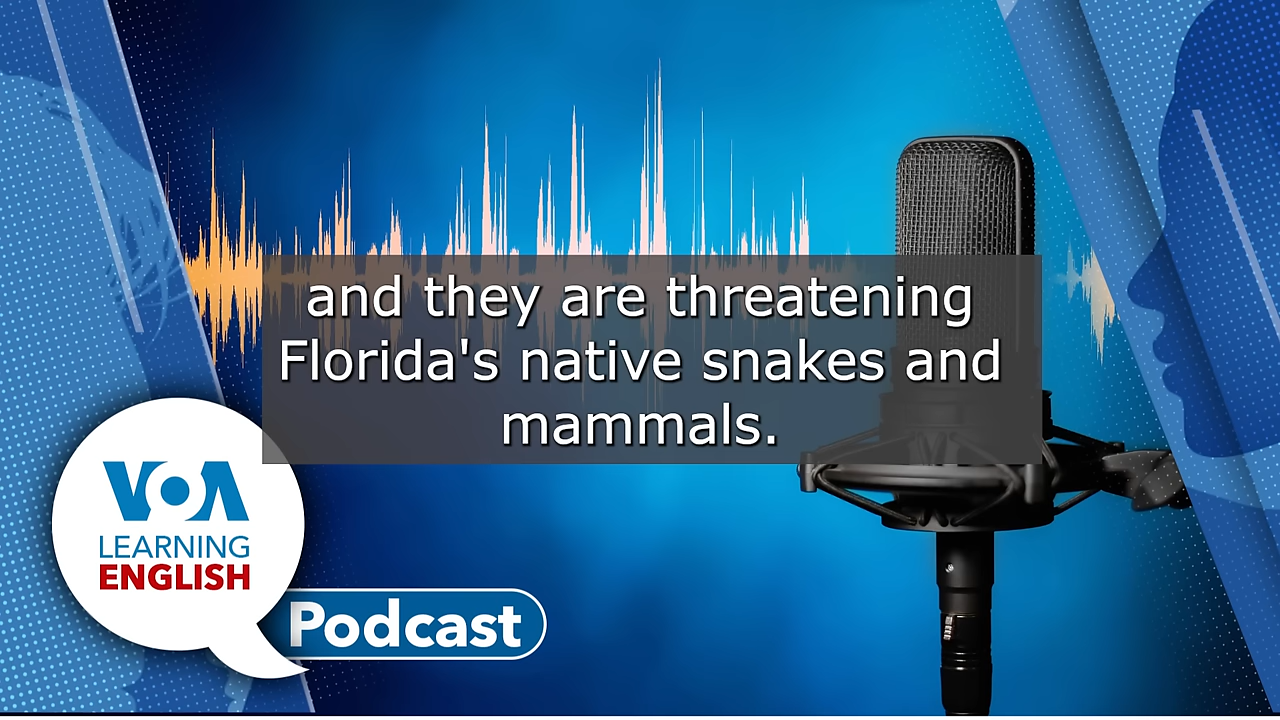 and they are threatening
Florida's native snakes and
mammals.
VOA
LEARNING
ENGLISH
Podcast